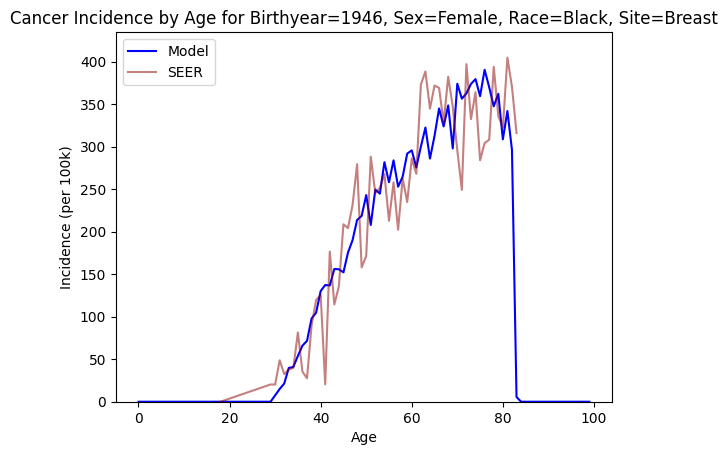 Cancer Incidence by Age for Birthyear=1946, Sex=Female, Race=Black, Site=Breast
Model
SEER
Incidence (per 100k)
400
350
300
250
200
150
100
50
0
0 20 40 60 80 100
Age